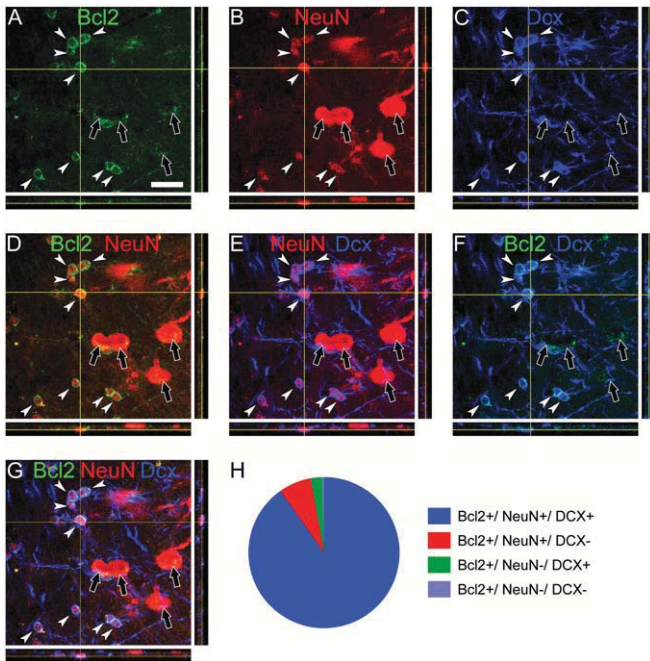 A Bcl2
B NeuN
C Dcx
D Bcl2 NeuN
E NeuN Dcx
F Bcl2 Dcx
G Bcl2 NeuN Dcx
H
Bcl2+/ NeuN+/ DCX+
Bcl2+/ NeuN+/ DCX-
Bcl2+/ NeuN-/ DCX+
Bcl2+/ NeuN-/ DCX-